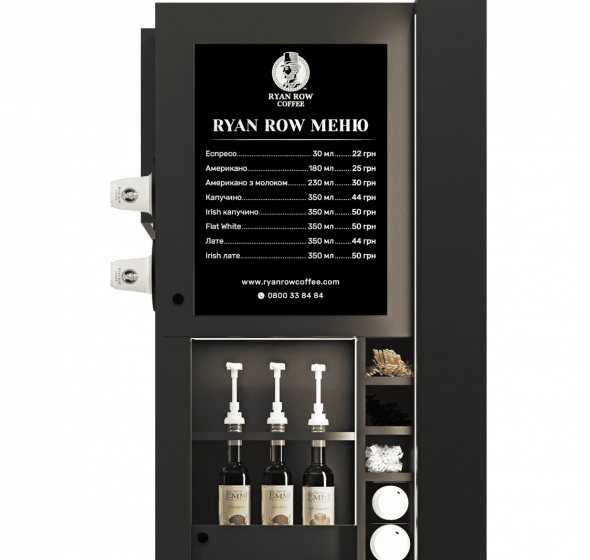 RYAN ROW
COFFEE
RYAN ROW МЕНЮ
Еспресо.......................................30 мл........22 грн
Американо................................180 мл........25 грн
Американо з молоком........230 мл........30 грн
Капучино..................................350 мл........44 грн
Irish капучино..........................350 мл........50 грн
Flat White..................................350 мл........50 грн
Лате...........................................350 мл........44 грн
Irish лате...................................350 мл........50 грн
www.ryanrowcoffee.com
0800 33 84 84
EMMI
EMMI
EMMI